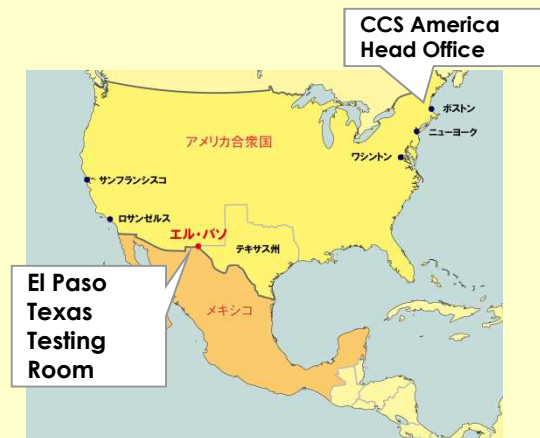 CCS America
Head Office
ボストン
ニューヨーク
アメリカ合衆国
ワシントン
サンフランシスコ
ロサンゼルス
エル・パソ
テキサス州
El Paso
Texas
Testing
Room
メキシコ